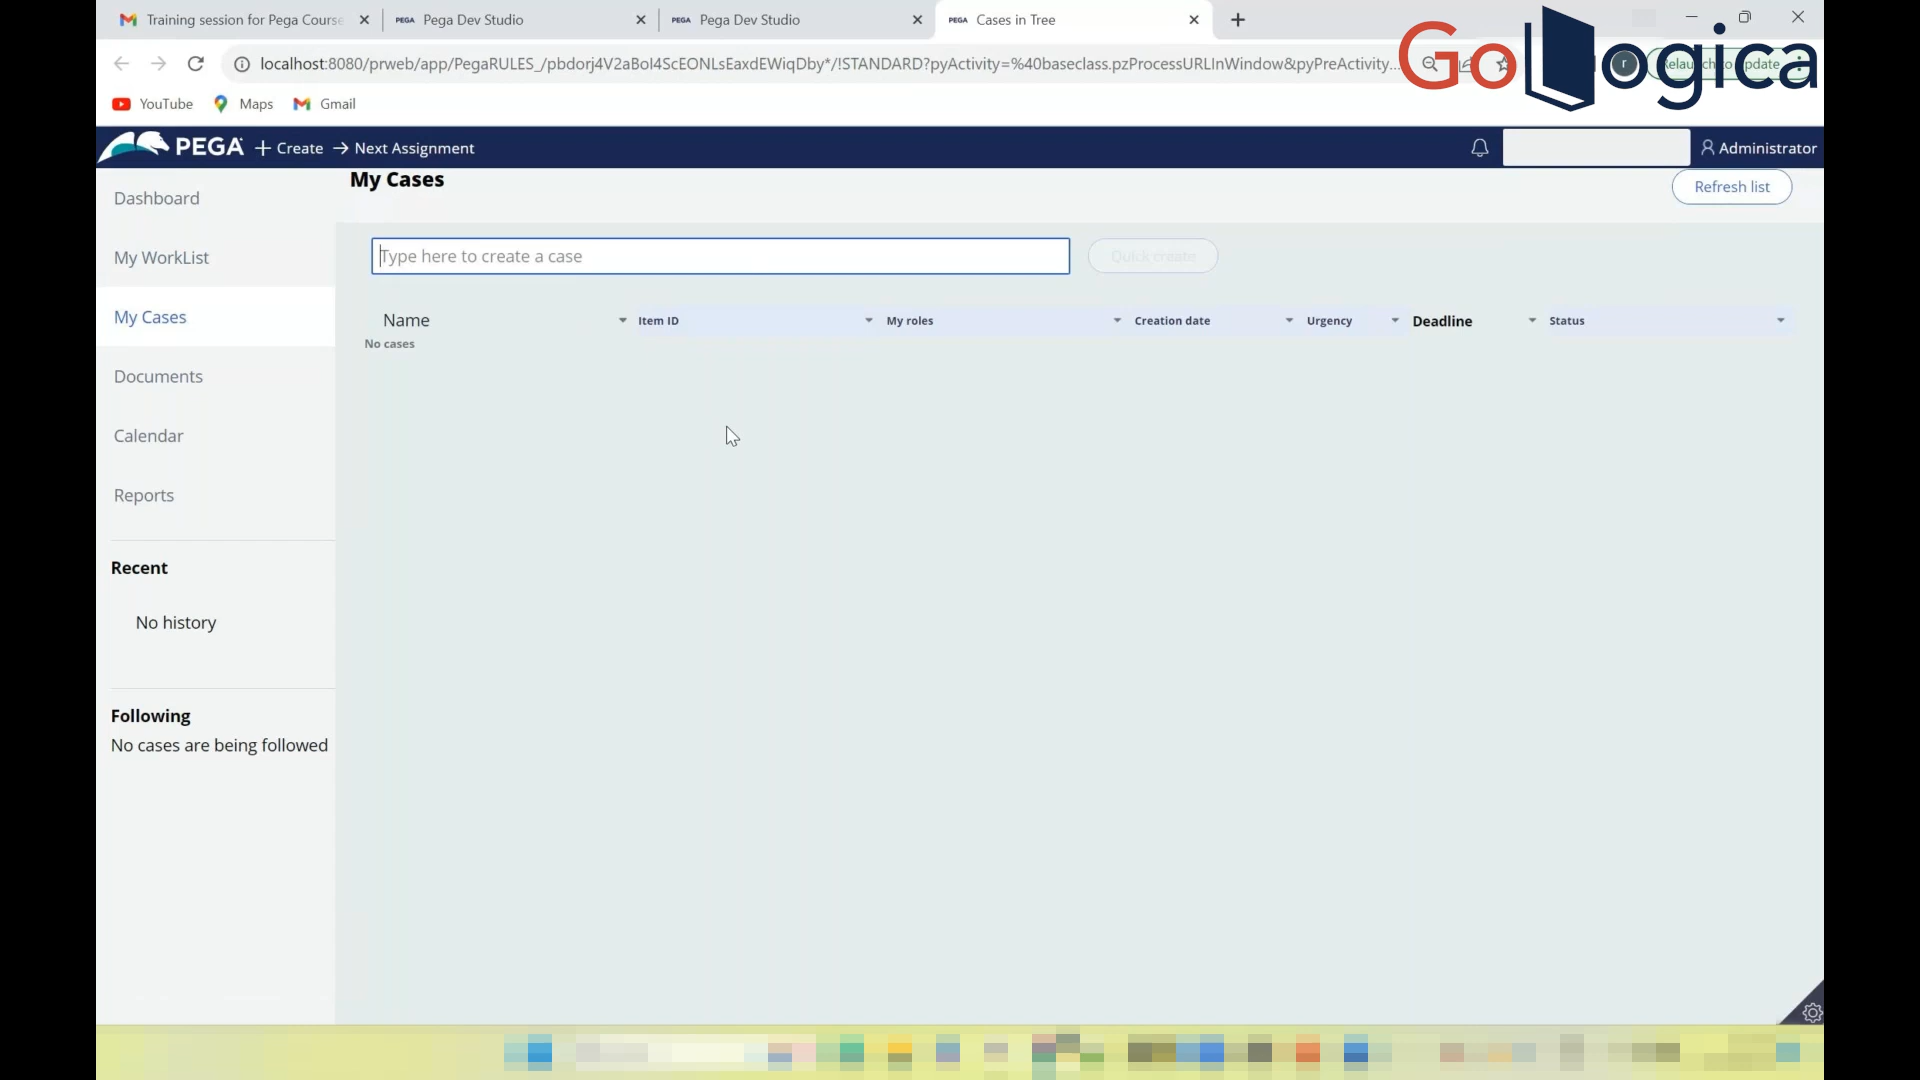 Training session for Pega Course
Pega Dev Studio
Pega Dev Studio
Cases in Tree
GoLogica
localhost:8080/prweb/app/PegaRULES_/pbdorj4V2aBol4ScEONLsEaxdEWiqDby*/!STANDARD?pyActivity=%40baseclass.pzProcessURLInWindow&pyPreActivity...
r
YouTube
Maps
Gmail
PEGA
Create
Next Assignment
Administrator
My Cases
Refresh list
Dashboard
My WorkList
My Cases
Documents
Calendar
Reports
Recent
No history
Following
No cases are being followed
Type here to create a case
Quick create
Name
Item ID
My roles
Creation date
Urgency
Deadline
Status
No cases